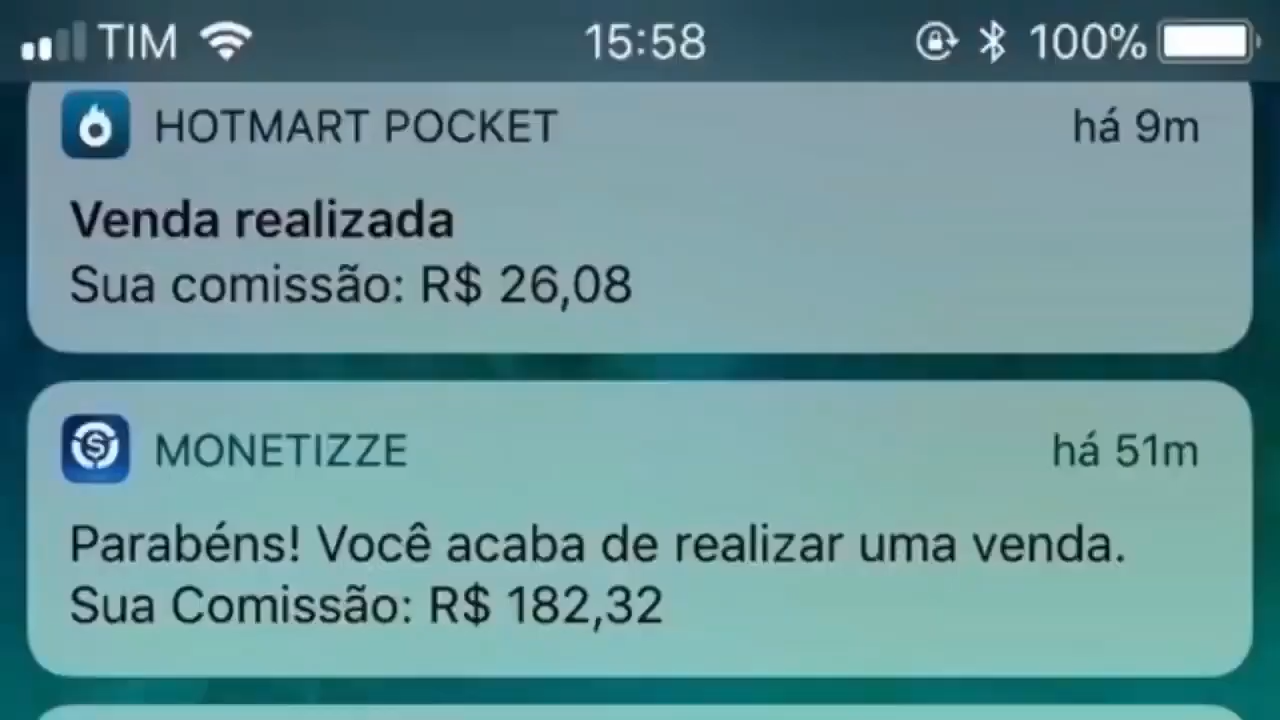 TIM 15:58 100%
HOTMART POCKET há 9m
Venda realizada
Sua comissão: R$ 26,08
MONETIZZE há 51m
Parabéns! Você acaba de realizar uma venda.
Sua Comissão: R$ 182,32